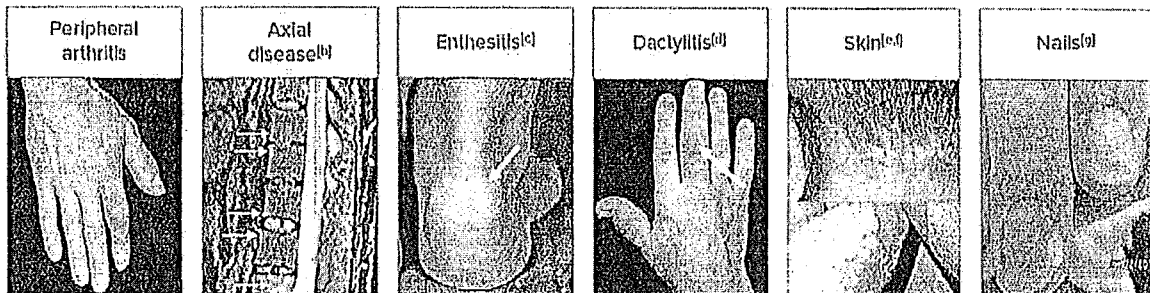 Peripheral
arthritis
Axial
disease[b]
Enthesitis[c]
Dactylitis[d]
Skin[e,f]
Nails[g]